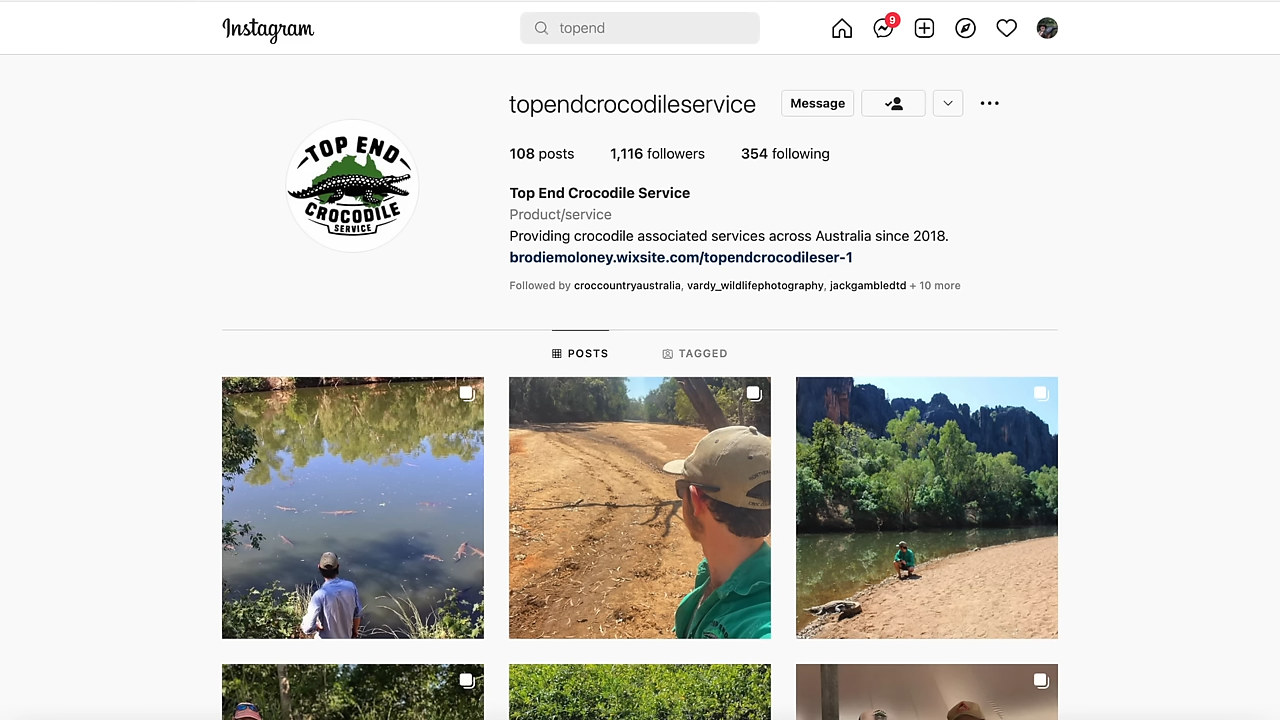 Instagram
topend
9
topendcrocodileservice
Message
108 posts 1,116 followers 354 following
TOP END
CROCODILE
SERVICE
Top End Crocodile Service
Product/service
Providing crocodile associated services across Australia since 2018.
brodiemoloney.wixsite.com/topendcrocodileser-1
Followed by croccountryaustralia, vardy_wildlifephotography, jackgambledtd + 10 more
POSTS TAGGED